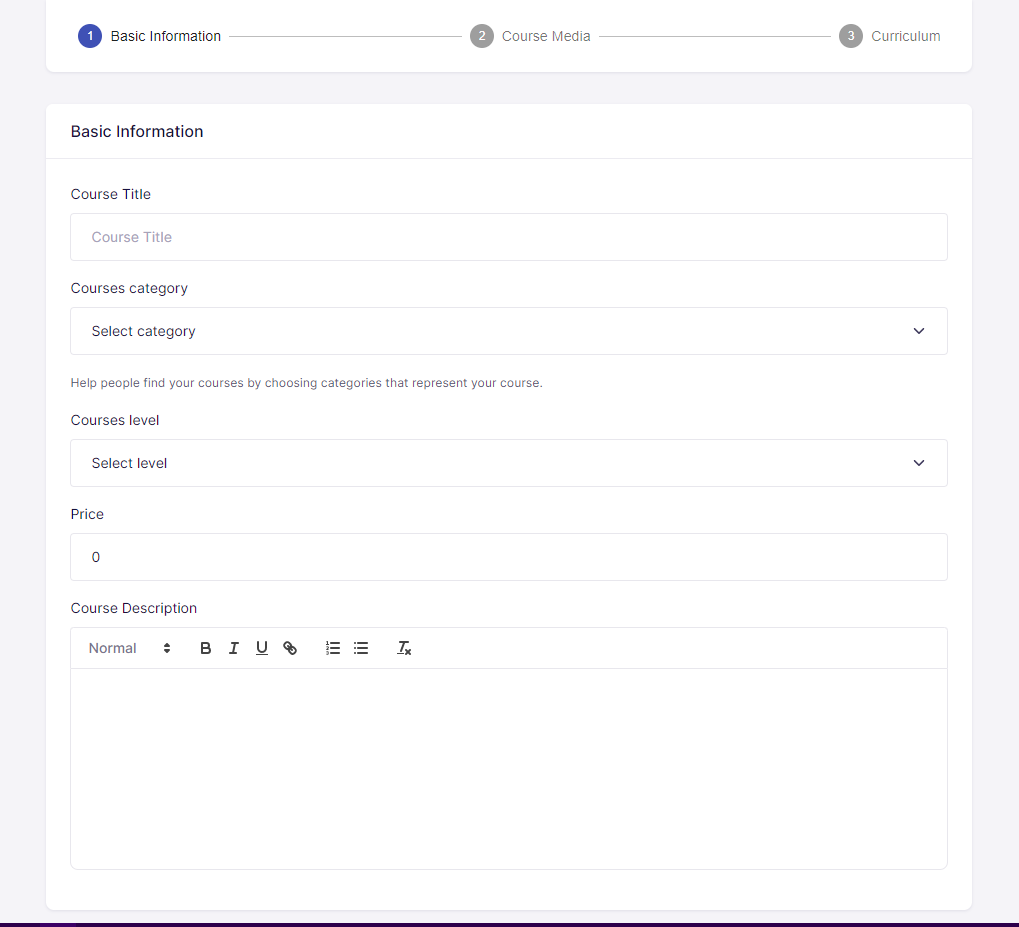 1 Basic Information 2 Course Media 3 Curriculum
Basic Information
Course Title
Course Title
Courses category
Select category
Help people find your courses by choosing categories that represent your course.
Courses level
Select level
Price
0
Course Description
Normal B I U